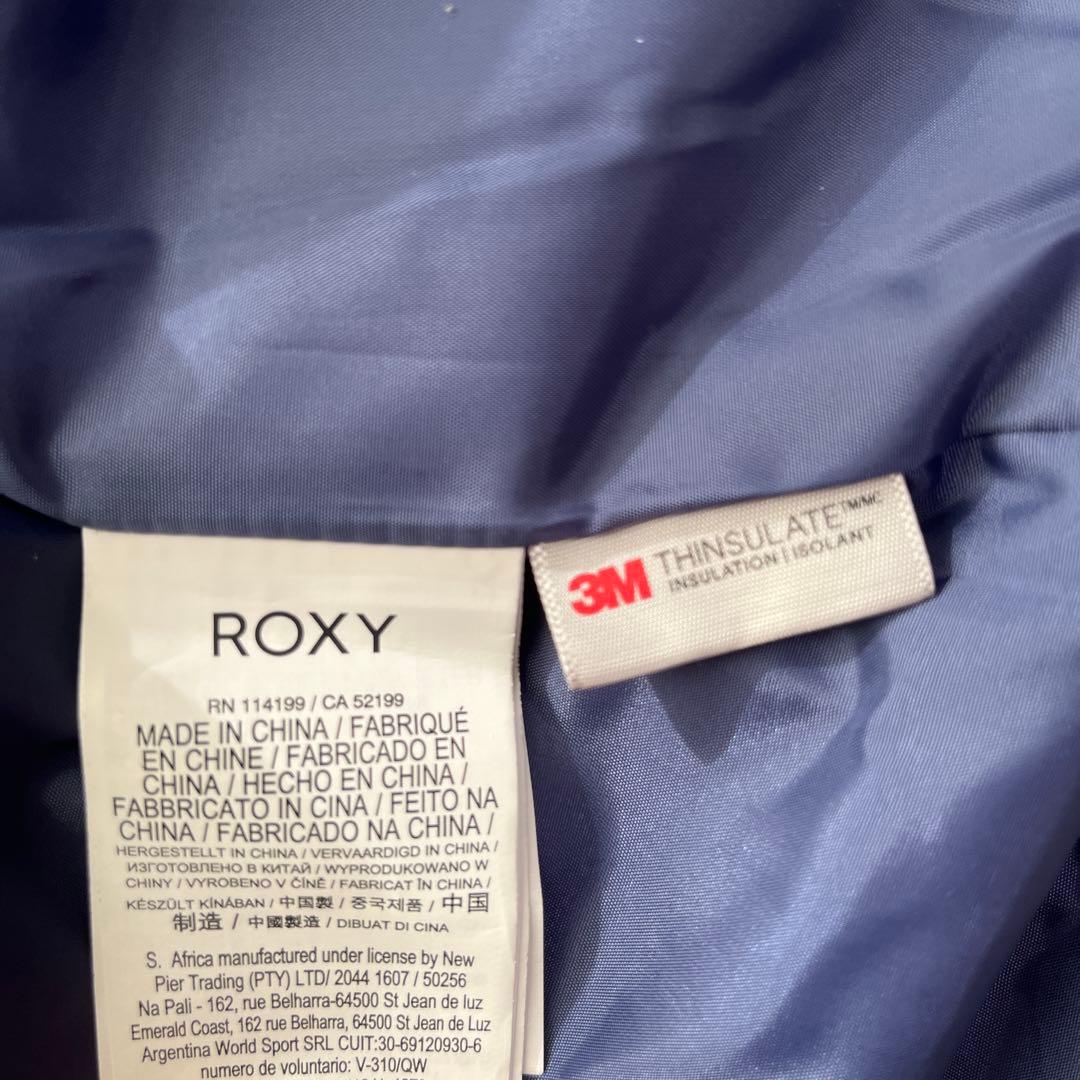 ROXY
RN 114199 / CA 52199
MADE IN CHINA / FABRIQUÉ
EN CHINE / FABRICADO EN
CHINA / HECHO EN CHINA /
FABBRICATO IN CINA / FEITO NA
CHINA / FABRICADO NA CHINA /
HERGESTELLT IN CHINA / VERVAARDIGD IN CHINA /
ИЗГОТОВЛЕНО В КИТАЙ / WYPRODUKOWANO W
CHINY / VYROBENO V ČÍNĚ / FABRICAT ÎN CHINA /
KÉSZÜLT KÍNÁBAN / 中国製 / 중국제품 / 中国
制造 / 中國製造 / DIBUAT DI CINA
S. Africa manufactured under license by New
Pier Trading (PTY) LTD/ 2044 1607 / 50256
Na Pali - 162, rue Belharra-64500 St Jean de luz
Emerald Coast, 162 rue Belharra, 64500 St Jean de Luz
Argentina World Sport SRL CUIT:30-69120930-6
numero de voluntario: V-310/QW
3M THINSULATE™/MC
INSULATION | ISOLANT